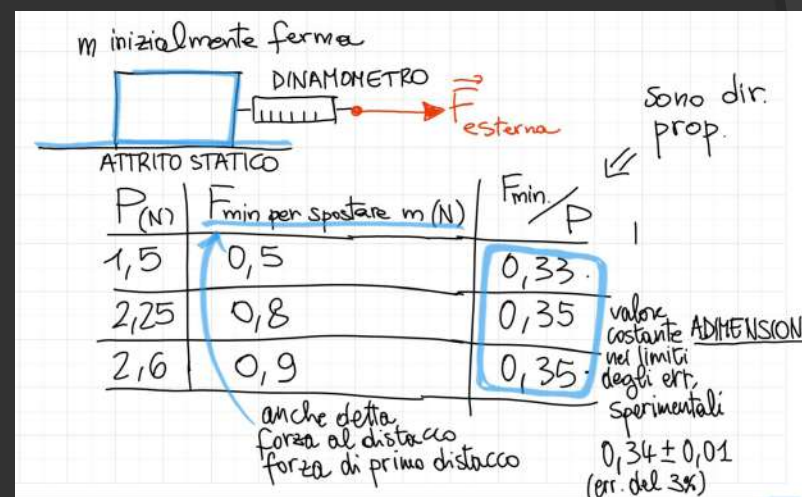 m inizialmente ferma
DINAMOMETRO
F esterna
ATTRITO STATICO
sono dir.
prop.
P(N) F min per spostare m (N) F min. / P
1,5 0,5 0,33
2,25 0,8 0,35
2,6 0,9 0,35
valore
costante ADIMENSION
nei limiti
degli err.
sperimentali
0,34 ± 0,01
(err. del 3%)
anche detta
forza al distacco
forza di primo distacco